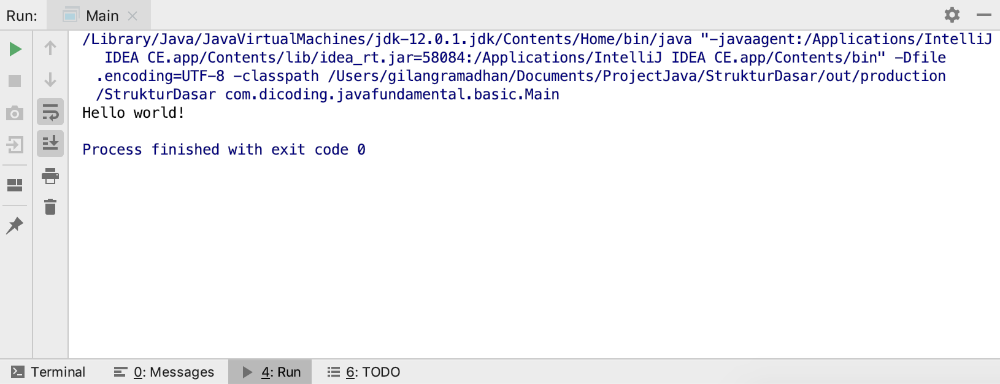 Run: Main
/Library/Java/JavaVirtualMachines/jdk-12.0.1.jdk/Contents/Home/bin/java "-javaagent:/Applications/IntelliJ
IDEA CE.app/Contents/lib/idea_rt.jar=58084:/Applications/IntelliJ IDEA CE.app/Contents/bin" -Dfile
.encoding=UTF-8 -classpath /Users/gilangramadhan/Documents/ProjectJava/StrukturDasar/out/production
/StrukturDasar com.dicoding.javafundamental.basic.Main
Hello world!
Process finished with exit code 0
Terminal 0: Messages 4: Run 6: TODO